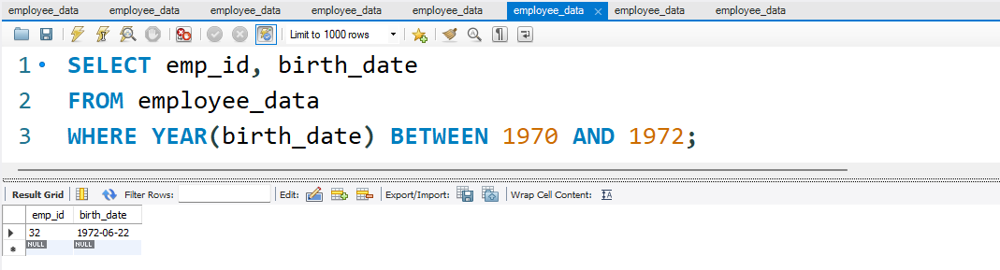 employee_data employee_data employee_data employee_data employee_data employee_data × employee_data employee_data
Limit to 1000 rows
1 SELECT emp_id, birth_date
2 FROM employee_data
3 WHERE YEAR(birth_date) BETWEEN 1970 AND 1972;
Result Grid Filter Rows: Edit: Export/Import: Wrap Cell Content: IA
emp_id birth_date
32 1972-06-22
NULL NULL